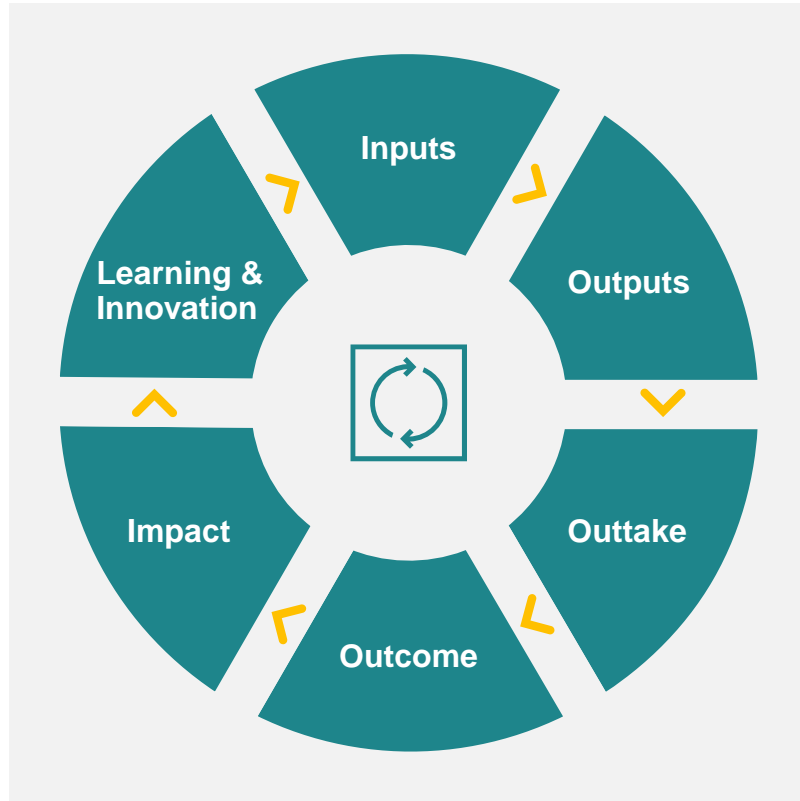 Inputs
Outputs
Outtake
Outcome
Impact
Learning &
Innovation